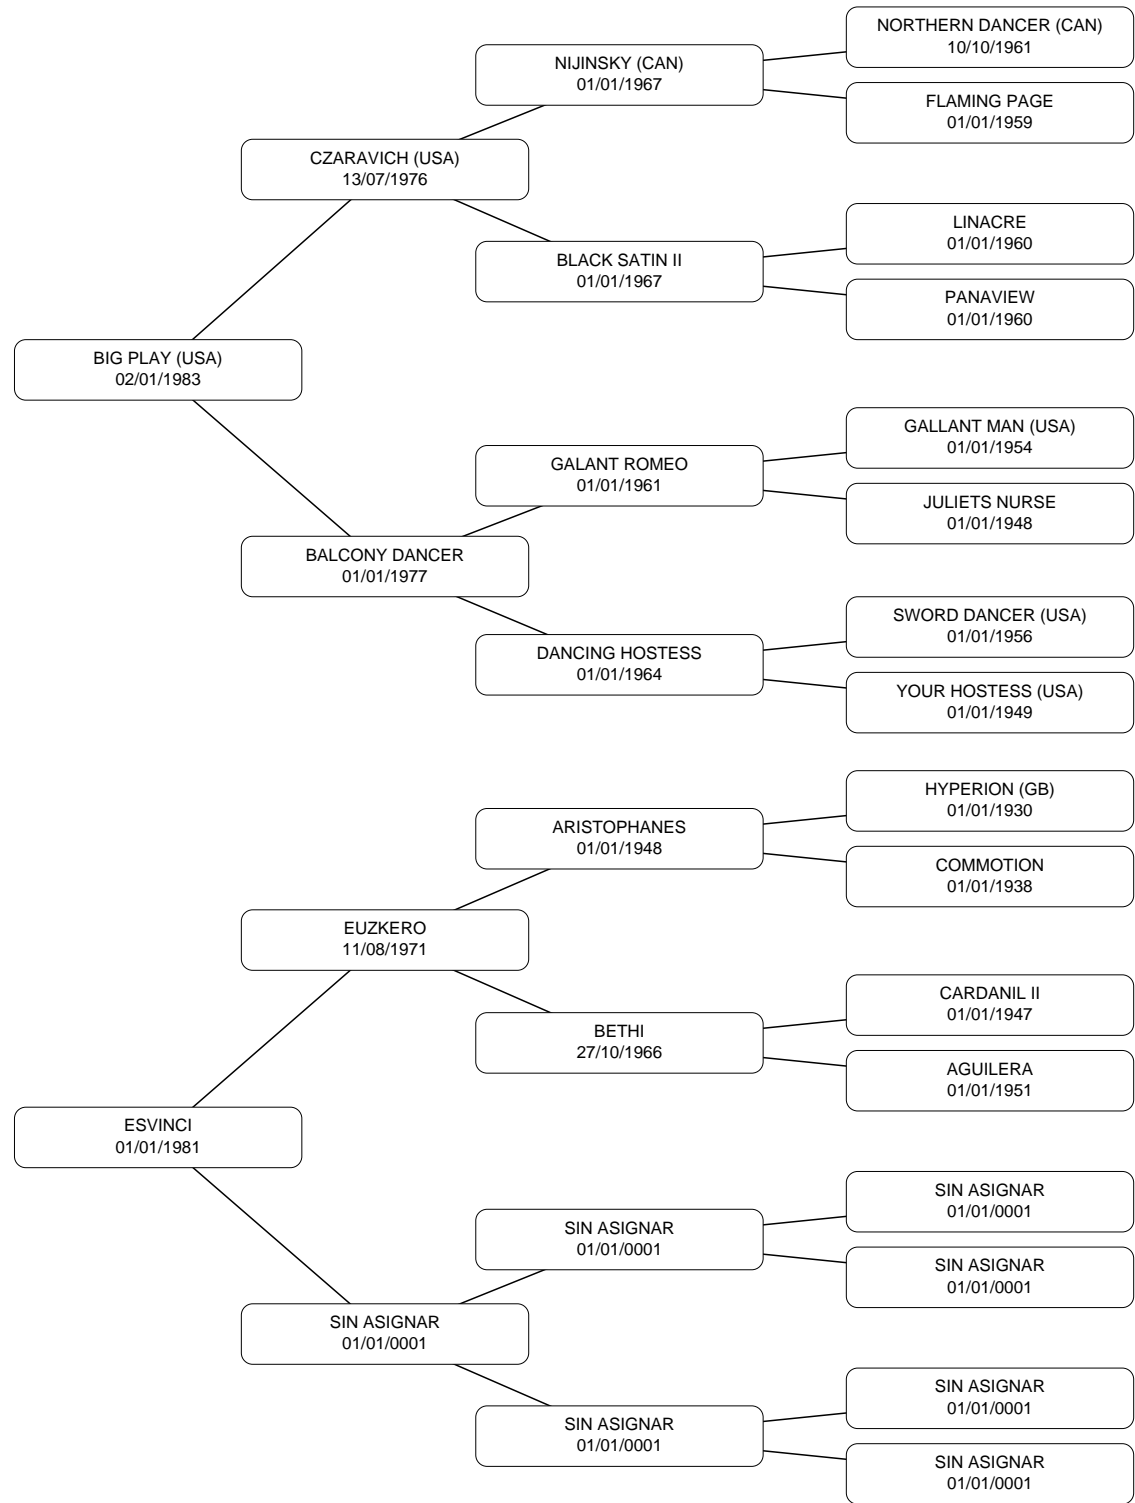 NORTHERN DANCER (CAN)
10/10/1961
NIJINSKY (CAN)
01/01/1967
FLAMING PAGE
01/01/1959
CZARAVICH (USA)
13/07/1976
LINACRE
01/01/1960
BLACK SATIN II
01/01/1967
PANAVIEW
01/01/1960
BIG PLAY (USA)
02/01/1983
GALLANT MAN (USA)
01/01/1954
GALANT ROMEO
01/01/1961
JULIETS NURSE
01/01/1948
BALCONY DANCER
01/01/1977
SWORD DANCER (USA)
01/01/1956
DANCING HOSTESS
01/01/1964
YOUR HOSTESS (USA)
01/01/1949
HYPERION (GB)
01/01/1930
ARISTOPHANES
01/01/1948
COMMOTION
01/01/1938
EUZKERO
11/08/1971
CARDANIL II
01/01/1947
BETHI
27/10/1966
AGUILERA
01/01/1951
ESVINCI
01/01/1981
SIN ASIGNAR
01/01/0001
SIN ASIGNAR
01/01/0001
SIN ASIGNAR
01/01/0001
SIN ASIGNAR
01/01/0001
SIN ASIGNAR
01/01/0001
SIN ASIGNAR
01/01/0001
SIN ASIGNAR
01/01/0001